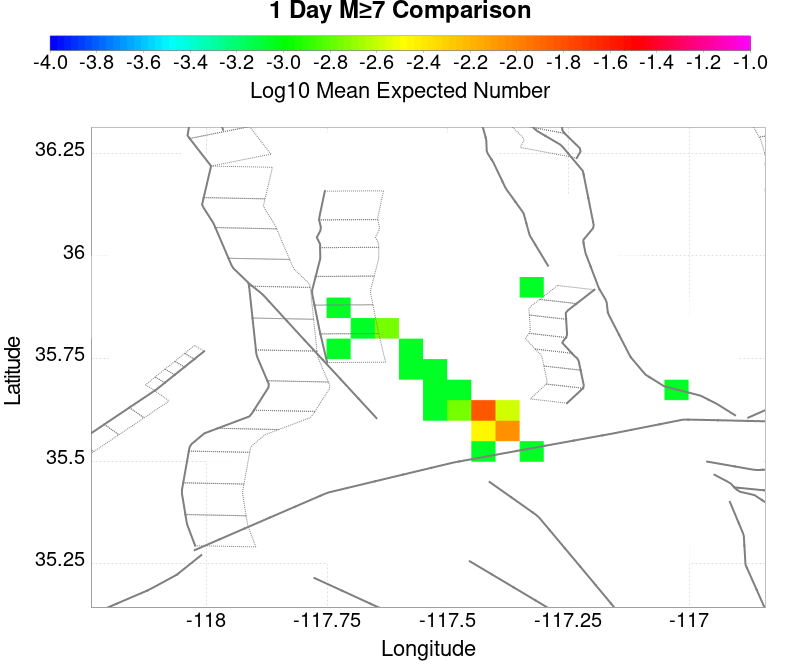 1 Day M≥7 Comparison
-4.0 -3.8 -3.6 -3.4 -3.2 -3.0 -2.8 -2.6 -2.4 -2.2 -2.0 -1.8 -1.6 -1.4 -1.2 -1.0
Log10 Mean Expected Number
36.25
36
35.75
35.5
35.25
Latitude
-118 -117.75 -117.5 -117.25 -117
Longitude